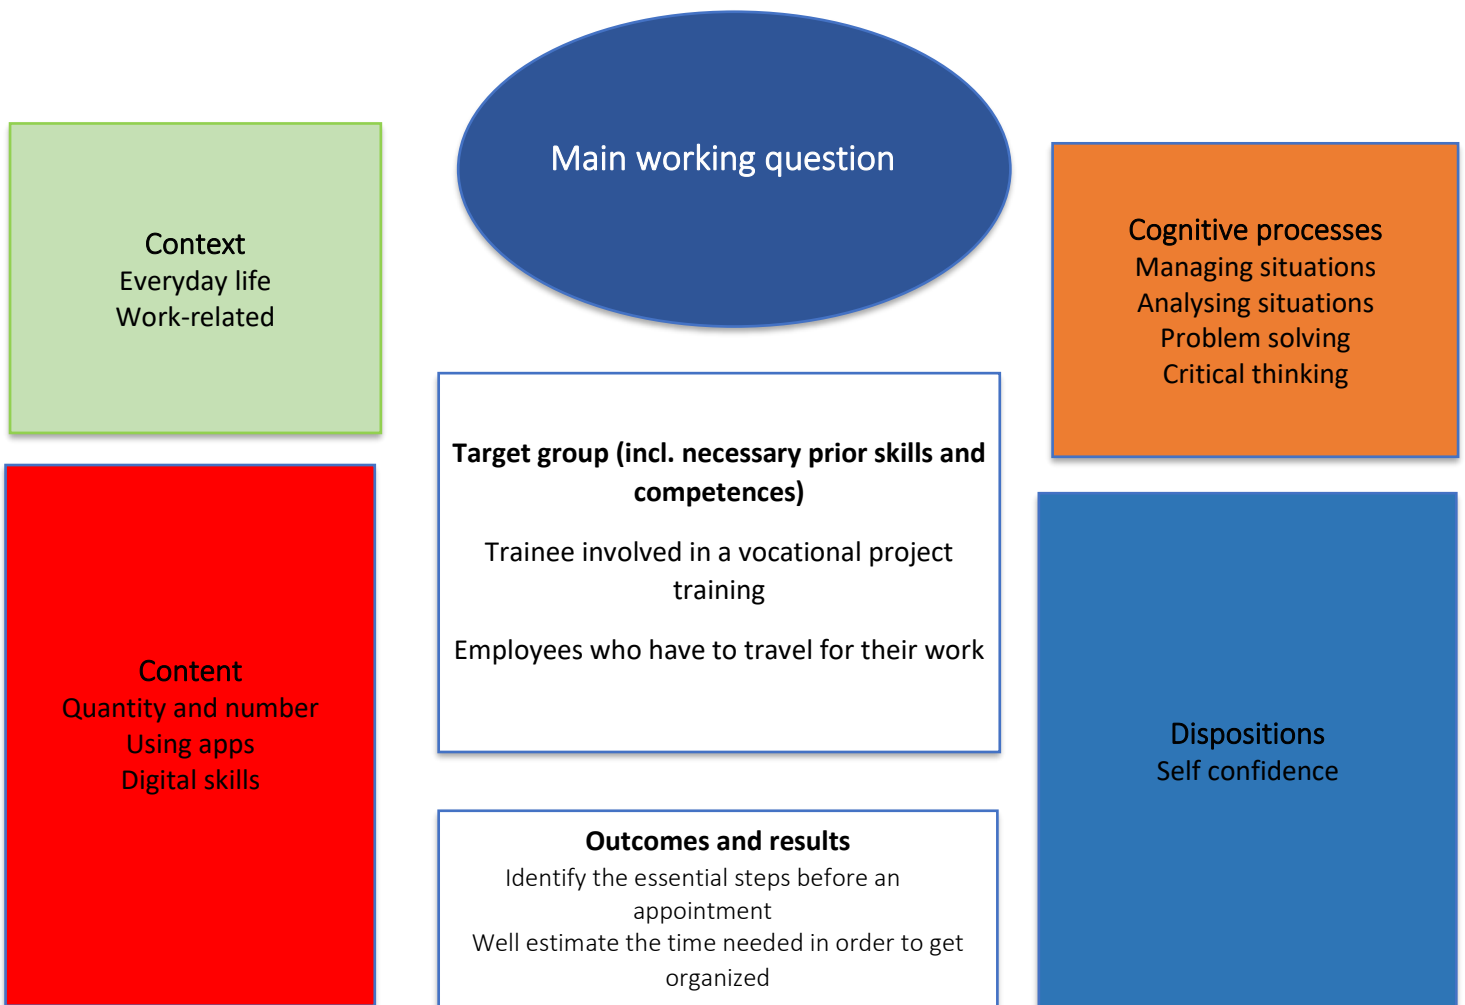 Main working question
Context
Everyday life
Work-related
Cognitive processes
Managing situations
Analysing situations
Problem solving
Critical thinking
Target group (incl. necessary prior skills and
competences)
Trainee involved in a vocational project
training
Employees who have to travel for their work
Content
Quantity and number
Using apps
Digital skills
Dispositions
Self confidence
Outcomes and results
Identify the essential steps before an
appointment
Well estimate the time needed in order to get
organized